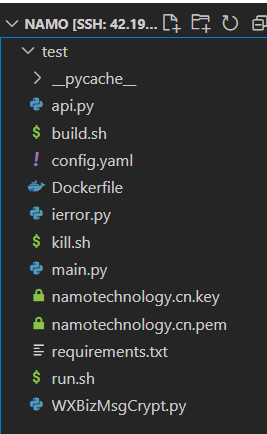 NAMO [SSH: 42.19...
test
__pycache__
api.py
build.sh
config.yaml
Dockerfile
ierror.py
kill.sh
main.py
namotechnology.cn.key
namotechnology.cn.pem
requirements.txt
run.sh
WXBizMsgCrypt.py